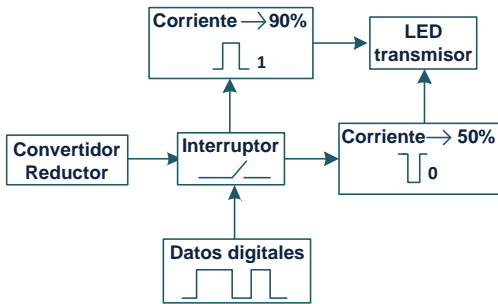 Corriente → 90%
1
LED
transmisor
Convertidor
Reductor
Interruptor
Corriente → 50%
0
Datos digitales